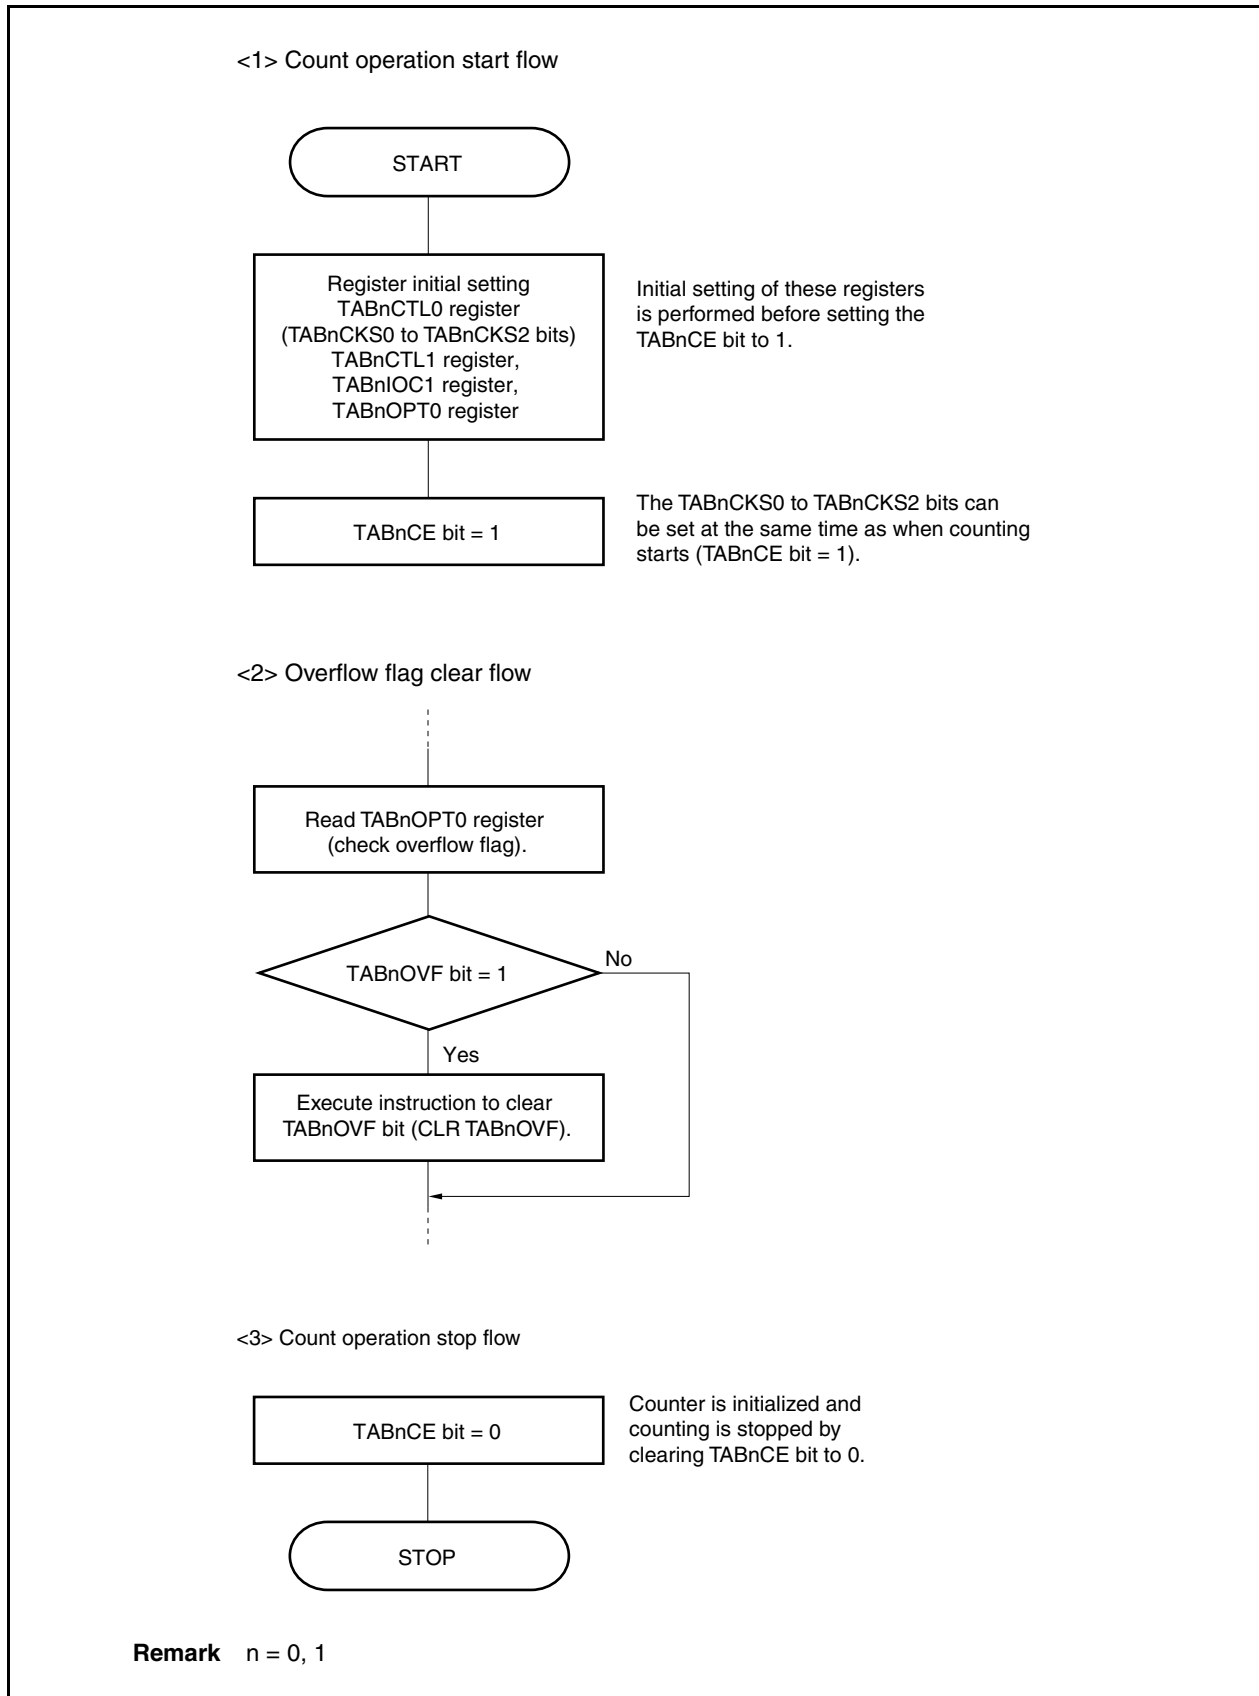 <1> Count operation start flow
START
Register initial setting
TABnCTL0 register
(TABnCKS0 to TABnCKS2 bits)
TABnCTL1 register,
TABnIOC1 register,
TABnOPT0 register
Initial setting of these registers
is performed before setting the
TABnCE bit to 1.
TABnCE bit = 1
The TABnCKS0 to TABnCKS2 bits can
be set at the same time as when counting
starts (TABnCE bit = 1).
<2> Overflow flag clear flow
Read TABnOPT0 register
(check overflow flag).
TABnOVF bit = 1
No
Yes
Execute instruction to clear
TABnOVF bit (CLR TABnOVF).
<3> Count operation stop flow
TABnCE bit = 0
Counter is initialized and
counting is stopped by
clearing TABnCE bit to 0.
STOP
Remark n = 0, 1